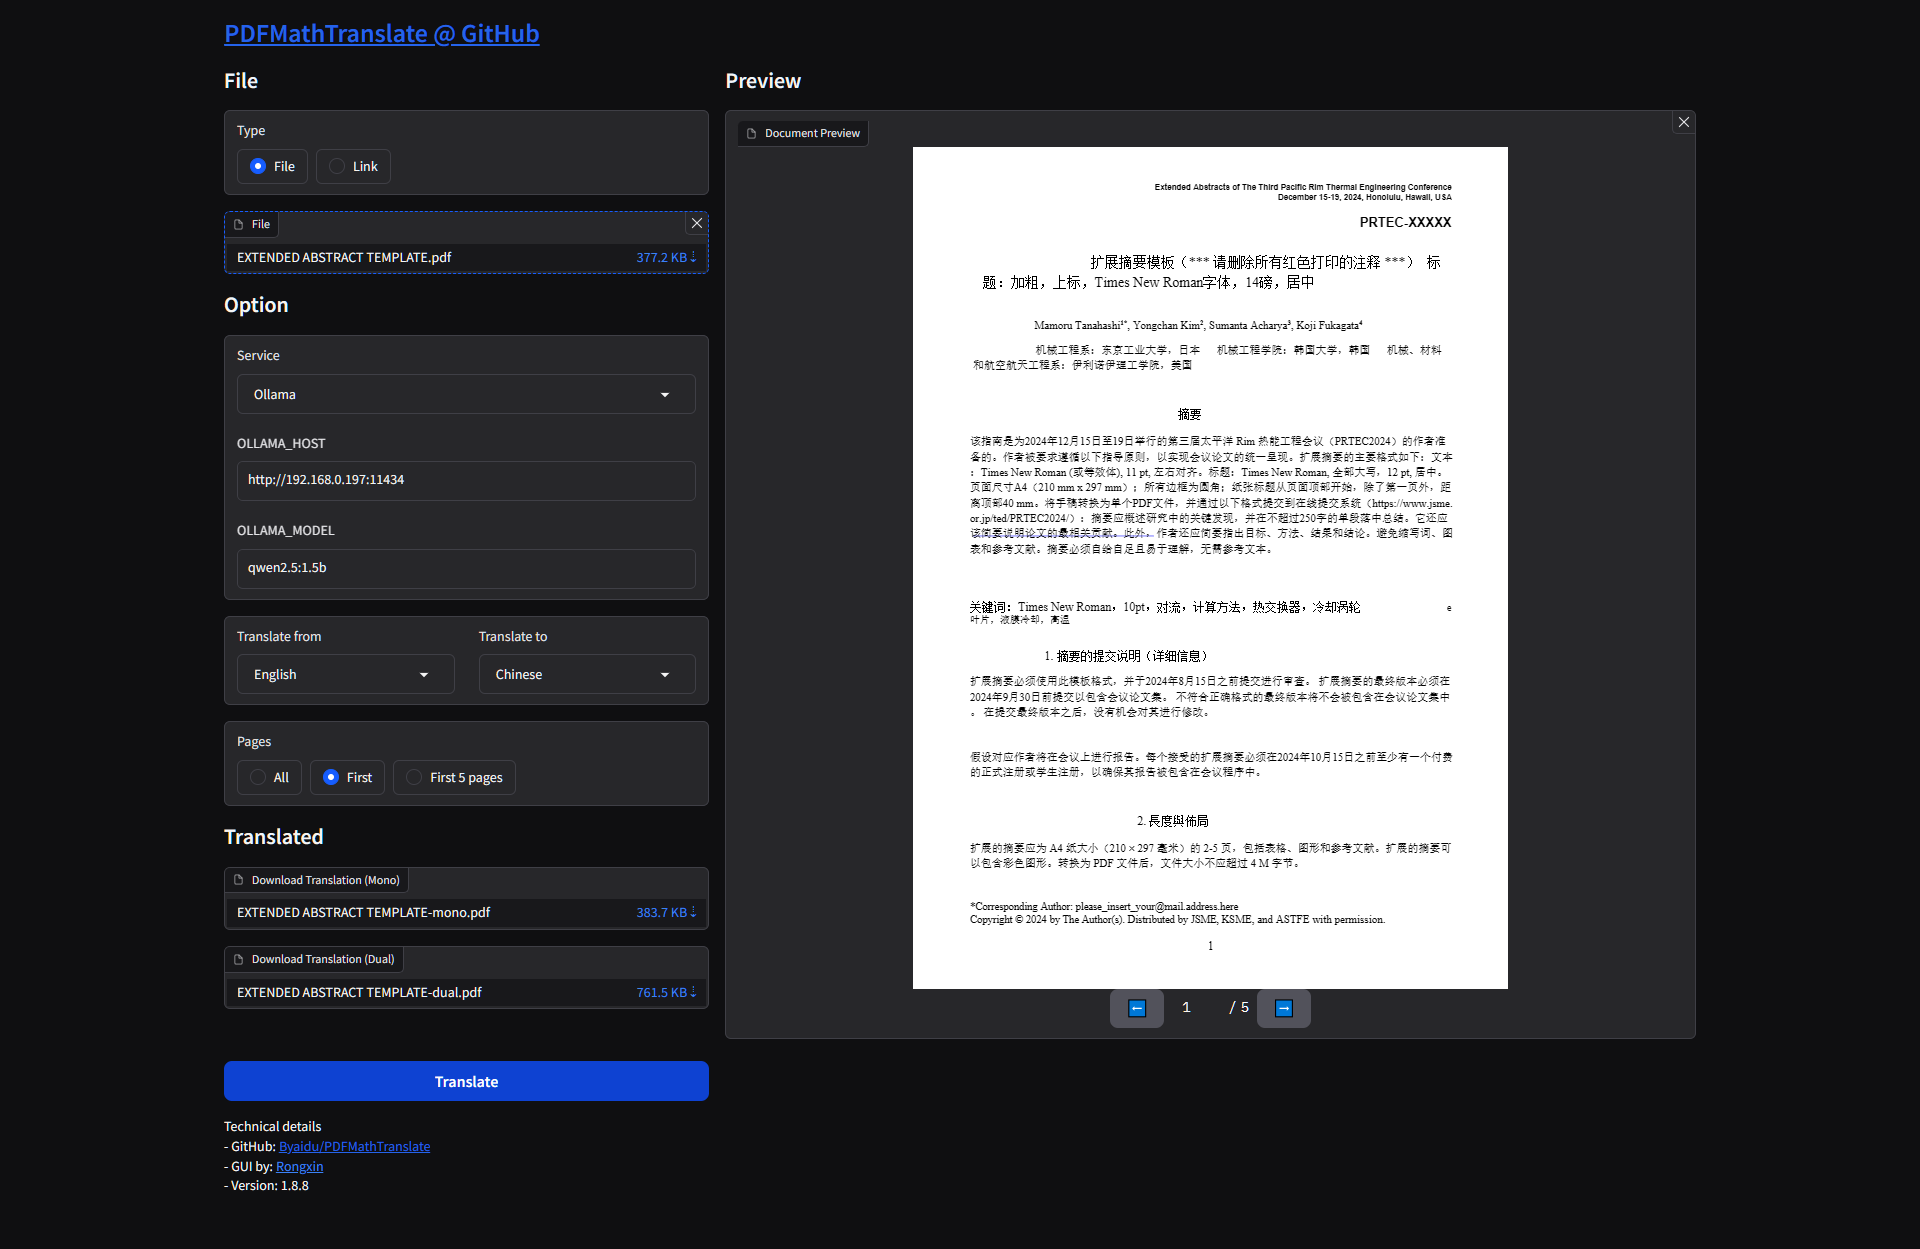 PDFMathTranslate @ GitHub
File
Type
File
Link
File
EXTENDED ABSTRACT TEMPLATE.pdf
377.2 KB ⇣
Option
Service
Ollama
OLLAMA_HOST
http://192.168.0.197:11434
OLLAMA_MODEL
qwen2.5:1.5b
Translate from
English
Translate to
Chinese
Pages
All
First
First 5 pages
Translated
Download Translation (Mono)
EXTENDED ABSTRACT TEMPLATE-mono.pdf
383.7 KB ⇣
Download Translation (Dual)
EXTENDED ABSTRACT TEMPLATE-dual.pdf
761.5 KB ⇣
Translate
Technical details
- GitHub: Byaidu/PDFMathTranslate
- GUI by: Rongxin
- Version: 1.8.8
Preview
Document Preview
Extended Abstracts of The Third Pacific Rim Thermal Engineering Conference
December 15-19, 2024, Honolulu, Hawaii, USA
PRTEC-XXXXX
扩展摘要模板（*** 请删除所有红色打印的注释 ***） 标
题：加粗，上标，Times New Roman字体，14磅，居中
Mamoru Tanahashi¹*, Yongchan Kim², Sumanta Acharya³, Koji Fukagata⁴
机械工程系：东京工业大学，日本 机械工程学院：韩国大学，韩国 机械、材料
和航空航天工程系：伊利诺伊理工学院，美国
摘要
该指南是为2024年12月15日至19日举行的第三届太平洋 Rim 热能工程会议（PRTEC2024）的作者准
备的。作者被要求遵循以下指导原则，以实现会议论文的统一呈现。扩展摘要的主要格式如下：文本
：Times New Roman (或等效体), 11 pt, 左右对齐。标题：Times New Roman, 全部大写，12 pt, 居中。
页面尺寸A4（210 mm x 297 mm）；所有边框为圆角；纸张标题从页面顶部开始，除了第一页外，距
离顶部40 mm。将手稿转换为单个PDF文件，并通过以下格式提交到在线提交系统（https://www.jsme.
or.jp/ted/PRTEC2024/）：摘要应概述研究中的关键发现，并在不超过250字的单段落中总结。它还应
该简要说明论文的最相关贡献。此外，作者还应简要指出目标、方法、结果和结论。避免缩写词、图
表和参考文献。摘要必须自给自足且易于理解，无需参考文本。
关键词：Times New Roman，10pt，对流，计算方法，热交换器，冷却涡轮 e
叶片，液膜冷却，高温
1. 摘要的提交说明（详细信息）
扩展摘要必须使用此模板格式，并于2024年8月15日之前提交进行审查。 扩展摘要的最终版本必须在
2024年9月30日前提交以包含会议论文集。 不符合正确格式的最终版本将不会被包含在会议论文集中
。 在提交最终版本之后，没有机会对其进行修改。
假设对应作者将在会议上进行报告。每个接受的扩展摘要必须在2024年10月15日之前至少有一个付费
的正式注册或学生注册，以确保其报告被包含在会议程序中。
2. 長度與佈局
扩展的摘要应为 A4 纸大小（210 × 297 毫米）的 2-5 页，包括表格、图形和参考文献。扩展的摘要可
以包含彩色图形。转换为 PDF 文件后，文件大小不应超过 4 M 字节。
*Corresponding Author: please_insert_your@mail.address.here
Copyright © 2024 by The Author(s). Distributed by JSME, KSME, and ASTFE with permission.
1
← 1 / 5 →